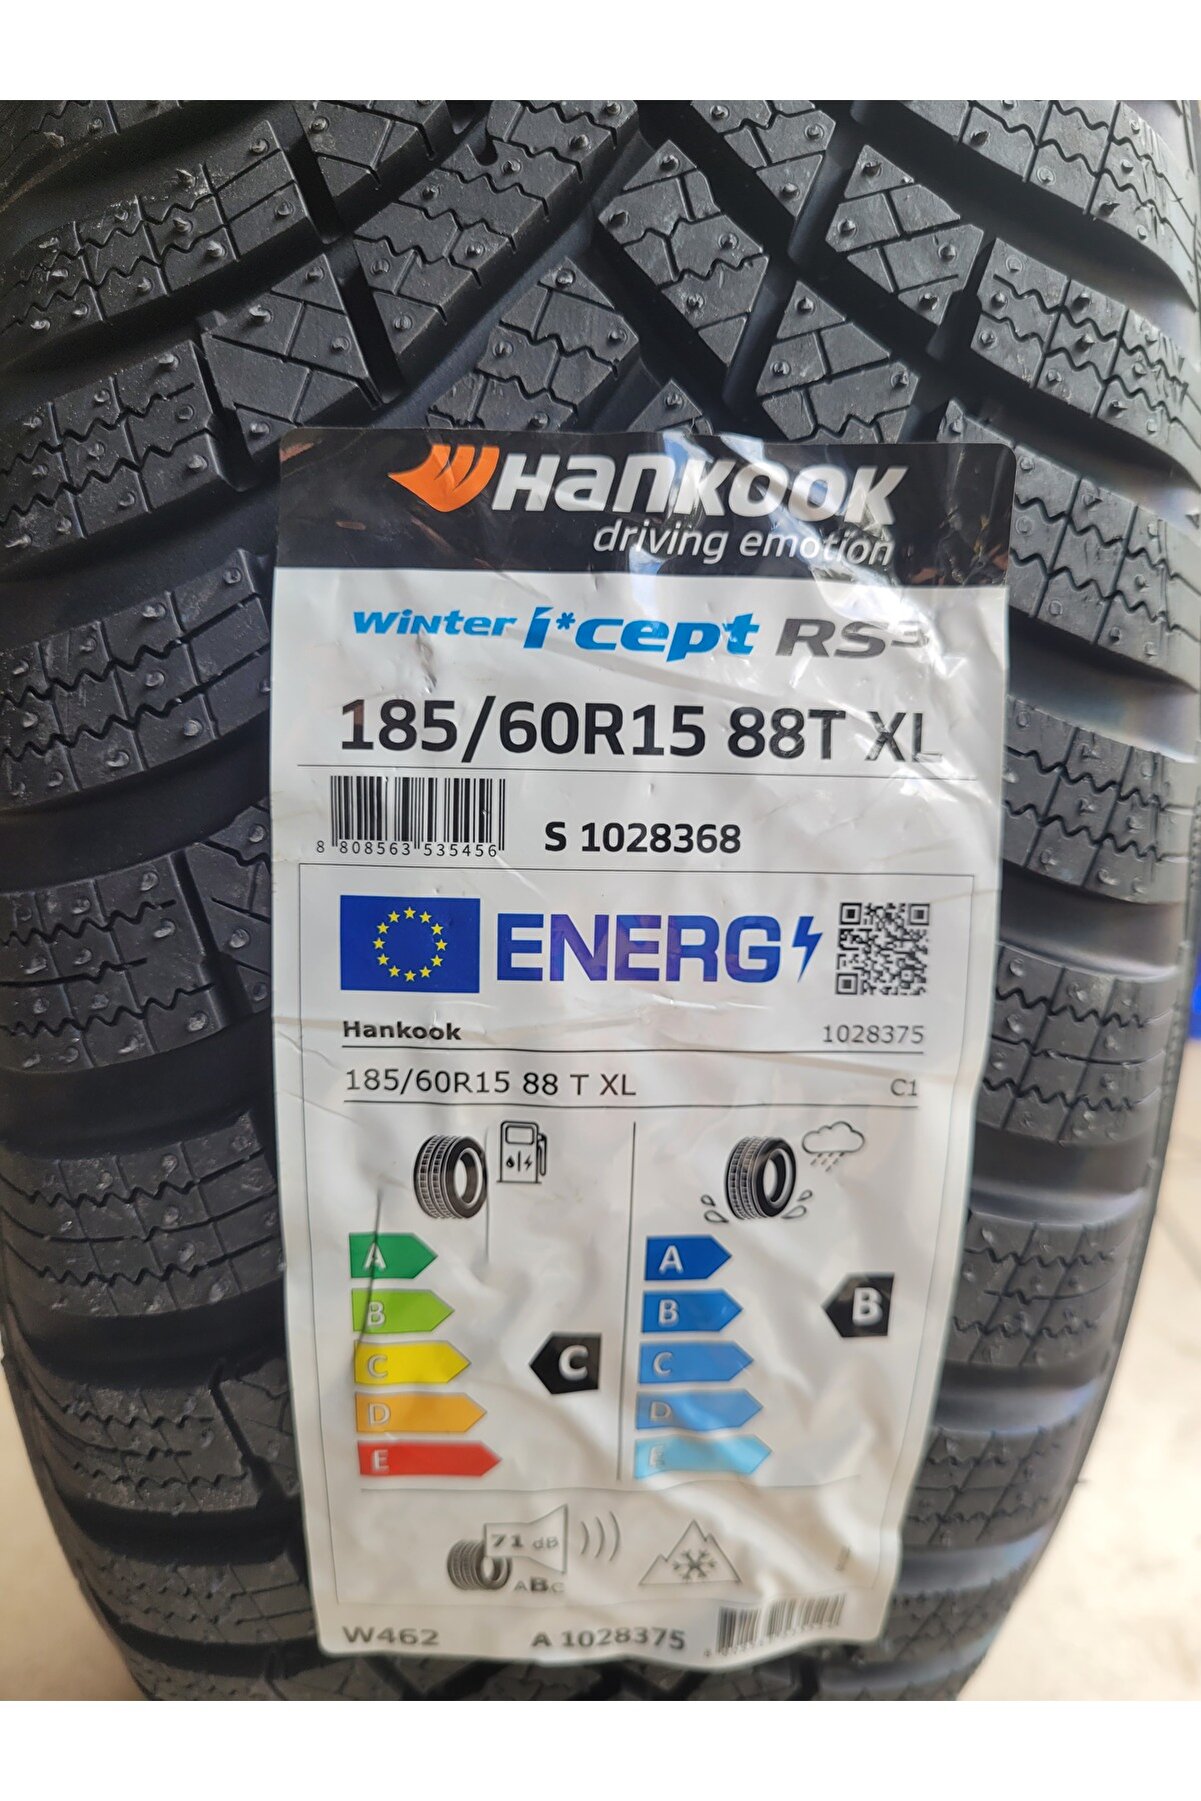 Hankook
driving emotion
winter i*cept RS3
185/60R15 88T XL
8 808563 535456
S 1028368
ENERG
Hankook 1028375
185/60R15 88 T XL C1
A A
B B B
C C C
D D
E E
71 dB
ABC
W462 A 1028375